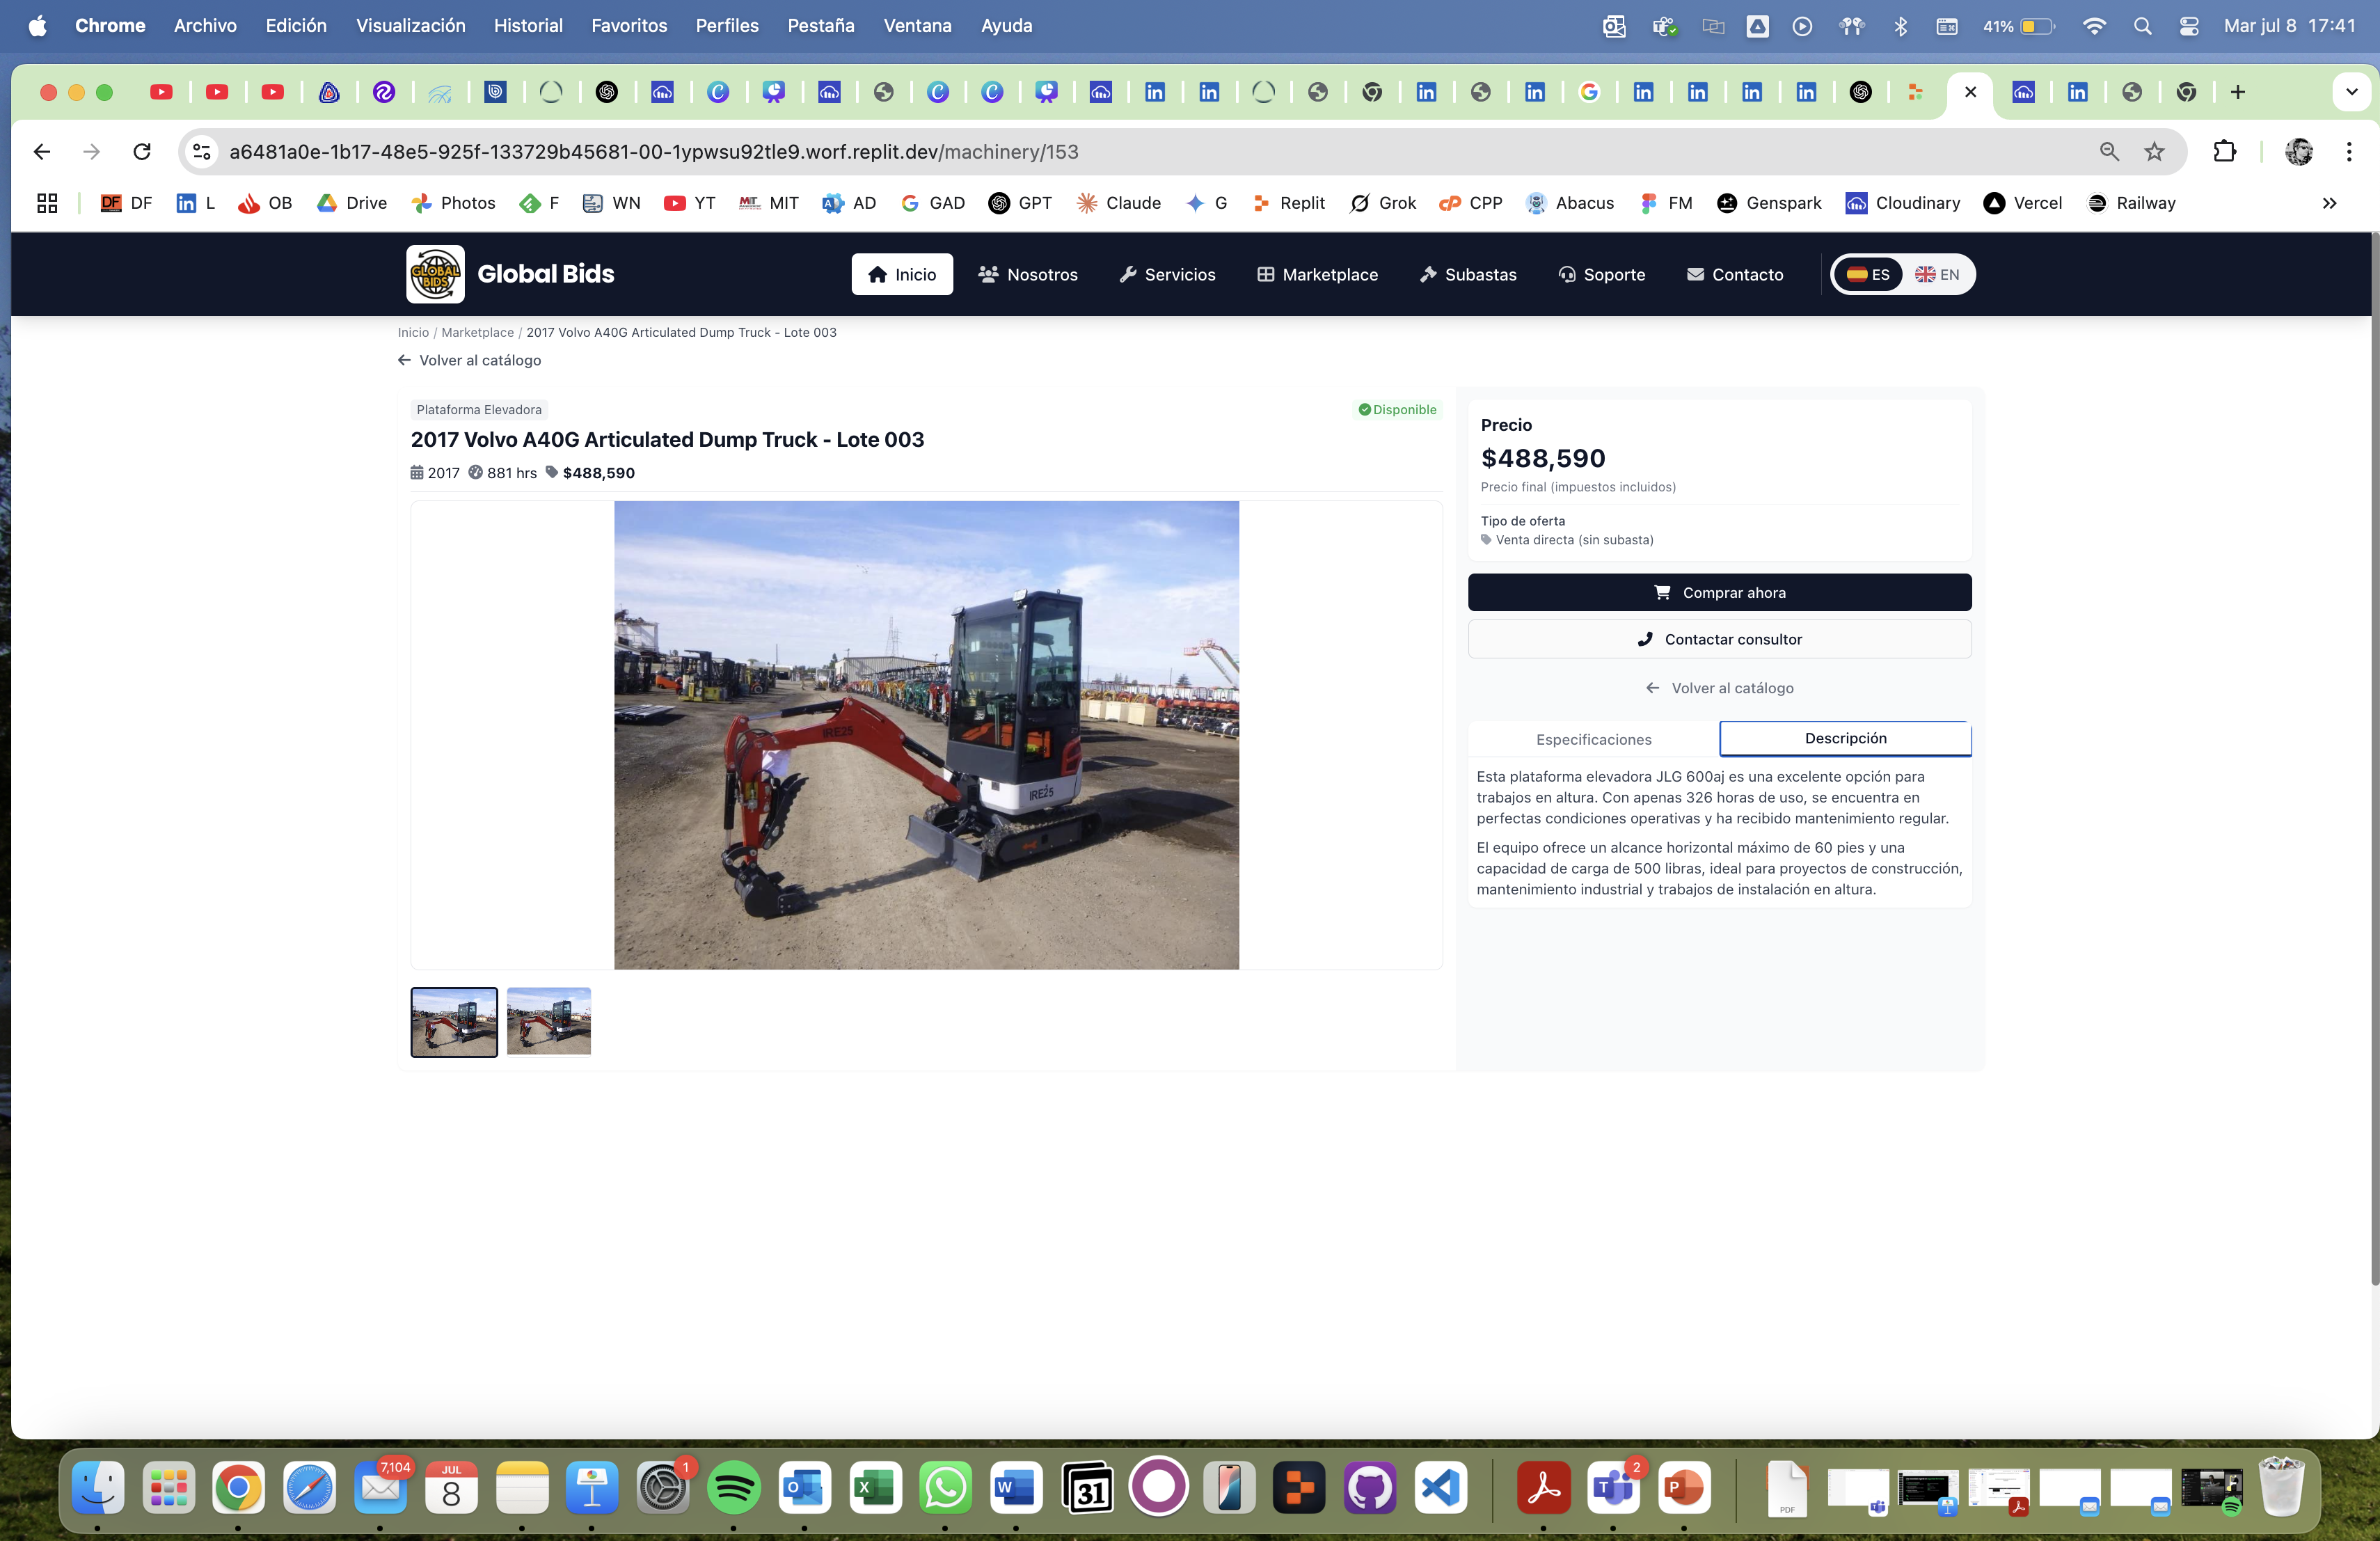 Chrome Archivo Edición Visualización Historial Favoritos Perfiles Pestaña Ventana Ayuda 41% Mar jul 8 17:41
a6481a0e-1b17-48e5-925f-133729b45681-00-1ypwsu92tle9.worf.replit.dev/machinery/153
DF DF L OB Drive Photos F WN YT MIT AD GAD GPT Claude G Replit Grok CPP Abacus FM Genspark Cloudinary Vercel Railway
GLOBAL BIDS Global Bids Inicio Nosotros Servicios Marketplace Subastas Soporte Contacto ES EN
Inicio / Marketplace / 2017 Volvo A40G Articulated Dump Truck - Lote 003
Volver al catálogo
Plataforma Elevadora
Disponible
2017 Volvo A40G Articulated Dump Truck - Lote 003
2017 881 hrs $488,590
IRE25
IRE25
Precio
$488,590
Precio final (impuestos incluidos)
Tipo de oferta
Venta directa (sin subasta)
Comprar ahora
Contactar consultor
Volver al catálogo
Especificaciones Descripción
Esta plataforma elevadora JLG 600aj es una excelente opción para
trabajos en altura. Con apenas 326 horas de uso, se encuentra en
perfectas condiciones operativas y ha recibido mantenimiento regular.
El equipo ofrece un alcance horizontal máximo de 60 pies y una
capacidad de carga de 500 libras, ideal para proyectos de construcción,
mantenimiento industrial y trabajos de instalación en altura.
7,104
JUL
8
1
31
2
PDF